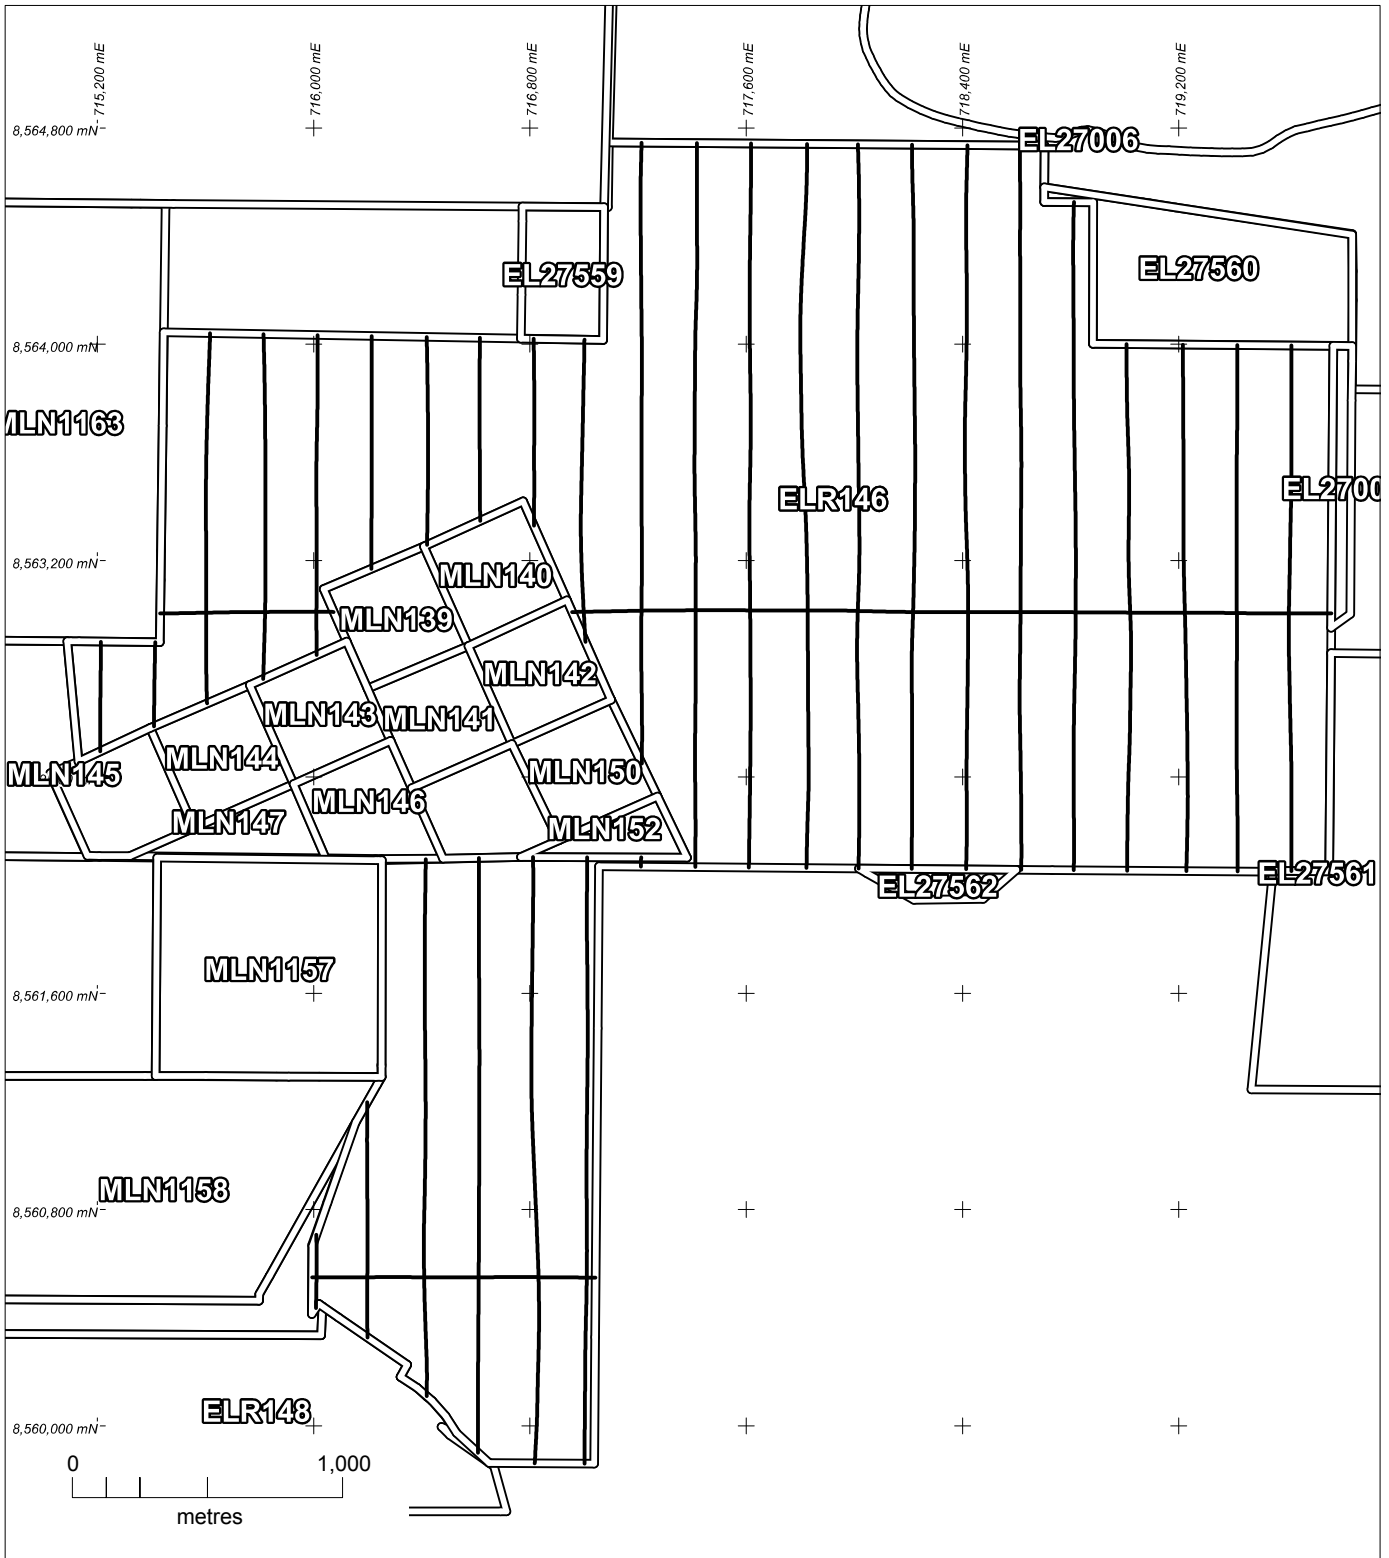 715,200 mE
716,000 mE
716,800 mE
717,600 mE
718,400 mE
719,200 mE
8,564,800 mN
EL27006
EL27559
EL27560
8,564,000 mN
MLN1163
EL2700
ELR146
8,563,200 mN
MLN140
MLN139
MLN142
MLN143
MLN141
MLN144
MLN145
MLN150
MLN146
MLN147
MLN152
EL27561
EL27562
MLN1157
8,561,600 mN
MLN1158
8,560,800 mN
ELR148
8,560,000 mN
0 1,000
metres